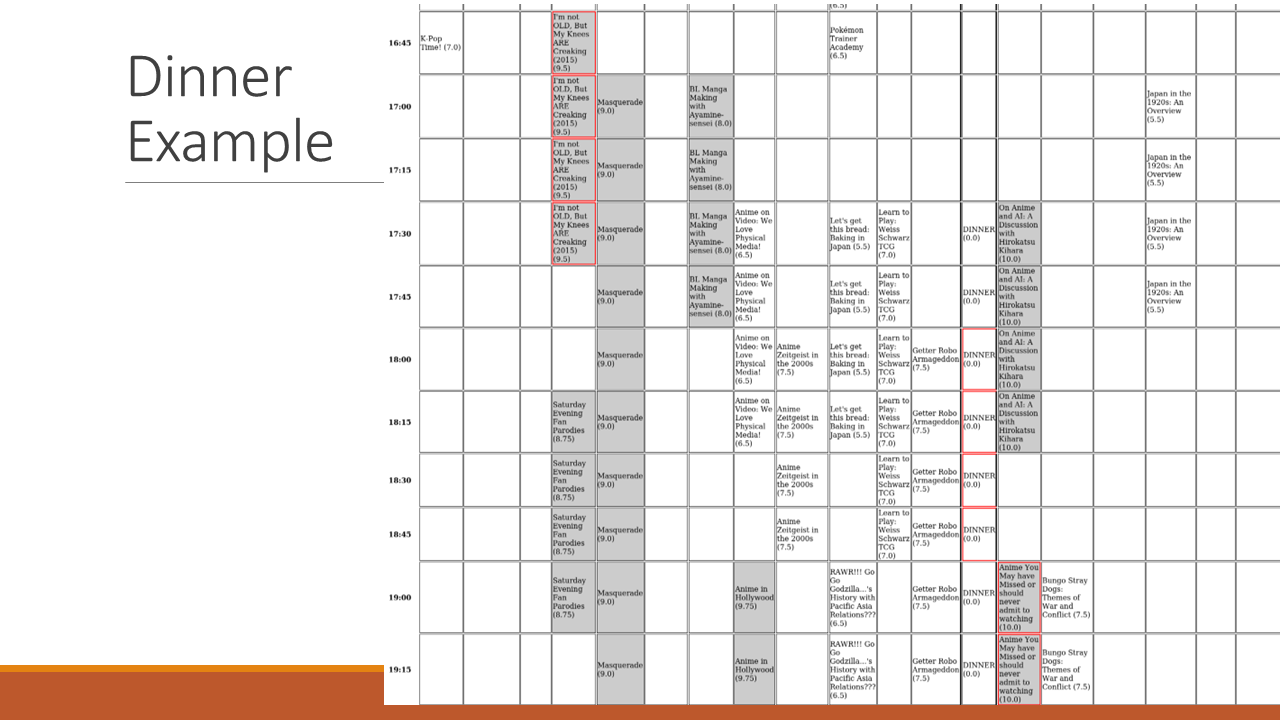 Dinner
Example
(6.5)
16:45
K-Pop
Time! (7.0)
I'm not
OLD, But
My Knees
ARE
Creaking
(2015)
(9.5)
Pokémon
Trainer
Academy
(6.5)
17:00
I'm not
OLD, But
My Knees
ARE
Creaking
(2015)
(9.5)
Masquerade
(9.0)
BL Manga
Making
with
Ayamine-
sensei (8.0)
Japan in the
1920s: An
Overview
(5.5)
17:15
I'm not
OLD, But
My Knees
ARE
Creaking
(2015)
(9.5)
Masquerade
(9.0)
BL Manga
Making
with
Ayamine-
sensei (8.0)
Japan in the
1920s: An
Overview
(5.5)
17:30
I'm not
OLD, But
My Knees
ARE
Creaking
(2015)
(9.5)
Masquerade
(9.0)
BL Manga
Making
with
Ayamine-
sensei (8.0)
Anime on
Video: We
Love
Physical
Media!
(6.5)
Let's get
this bread:
Baking in
Japan (5.5)
Learn to
Play:
Weiss
Schwarz
TCG
(7.0)
DINNER
(0.0)
On Anime
and AI: A
Discussion
with
Hirokatsu
Kihara
(10.0)
Japan in the
1920s: An
Overview
(5.5)
17:45
Masquerade
(9.0)
BL Manga
Making
with
Ayamine-
sensei (8.0)
Anime on
Video: We
Love
Physical
Media!
(6.5)
Let's get
this bread:
Baking in
Japan (5.5)
Learn to
Play:
Weiss
Schwarz
TCG
(7.0)
DINNER
(0.0)
On Anime
and AI: A
Discussion
with
Hirokatsu
Kihara
(10.0)
Japan in the
1920s: An
Overview
(5.5)
18:00
Masquerade
(9.0)
Anime on
Video: We
Love
Physical
Media!
(6.5)
Anime
Zeitgeist in
the 2000s
(7.5)
Let's get
this bread:
Baking in
Japan (5.5)
Learn to
Play:
Weiss
Schwarz
TCG
(7.0)
Getter Robo
Armageddon
(7.5)
DINNER
(0.0)
On Anime
and AI: A
Discussion
with
Hirokatsu
Kihara
(10.0)
18:15
Saturday
Evening
Fan
Parodies
(8.75)
Masquerade
(9.0)
Anime on
Video: We
Love
Physical
Media!
(6.5)
Anime
Zeitgeist in
the 2000s
(7.5)
Let's get
this bread:
Baking in
Japan (5.5)
Learn to
Play:
Weiss
Schwarz
TCG
(7.0)
Getter Robo
Armageddon
(7.5)
DINNER
(0.0)
On Anime
and AI: A
Discussion
with
Hirokatsu
Kihara
(10.0)
18:30
Saturday
Evening
Fan
Parodies
(8.75)
Masquerade
(9.0)
Anime
Zeitgeist in
the 2000s
(7.5)
Learn to
Play:
Weiss
Schwarz
TCG
(7.0)
Getter Robo
Armageddon
(7.5)
DINNER
(0.0)
18:45
Saturday
Evening
Fan
Parodies
(8.75)
Masquerade
(9.0)
Anime
Zeitgeist in
the 2000s
(7.5)
Learn to
Play:
Weiss
Schwarz
TCG
(7.0)
Getter Robo
Armageddon
(7.5)
DINNER
(0.0)
19:00
Saturday
Evening
Fan
Parodies
(8.75)
Masquerade
(9.0)
Anime in
Hollywood
(9.75)
RAWR!!! Go
Go
Godzilla...'s
History with
Pacific Asia
Relations???
(6.5)
Getter Robo
Armageddon
(7.5)
DINNER
(0.0)
Anime You
May have
Missed or
should
never
admit to
watching
(10.0)
Bungo Stray
Dogs:
Themes of
War and
Conflict (7.5)
19:15
Masquerade
(9.0)
Anime in
Hollywood
(9.75)
RAWR!!! Go
Go
Godzilla...'s
History with
Pacific Asia
Relations???
(6.5)
Getter Robo
Armageddon
(7.5)
DINNER
(0.0)
Anime You
May have
Missed or
should
never
admit to
watching
(10.0)
Bungo Stray
Dogs:
Themes of
War and
Conflict (7.5)